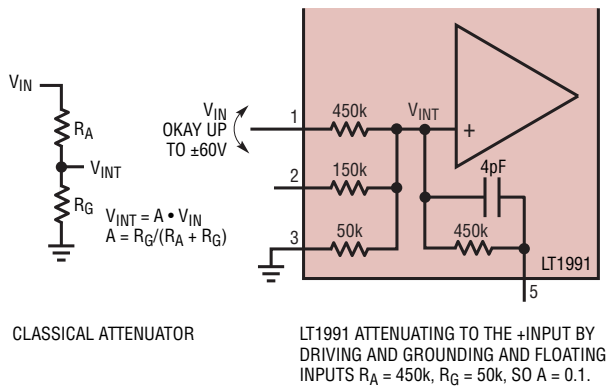 V_IN
R_A
V_INT
R_G
V_INT = A • V_IN
A = R_G/(R_A + R_G)
CLASSICAL ATTENUATOR
V_IN
OKAY UP
TO ±60V
1
450k
V_INT
+
2
150k
4pF
3
50k
450k
LT1991
5
LT1991 ATTENUATING TO THE +INPUT BY
DRIVING AND GROUNDING AND FLOATING
INPUTS R_A = 450k, R_G = 50k, SO A = 0.1.